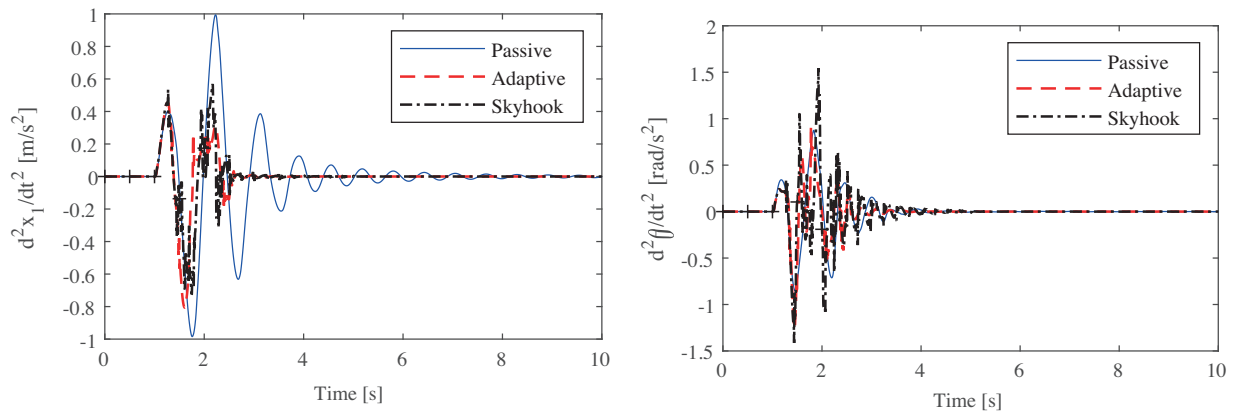 1
0.8
0.6
0.4
0.2
0
-0.2
-0.4
-0.6
-0.8
-1
d²x₁/dt² [m/s²]
Passive
Adaptive
Skyhook
0 2 4 6 8 10
Time [s]
2
1.5
1
0.5
0
-0.5
-1
-1.5
/dt² [rad/s²]
Passive
Adaptive
Skyhook
0 2 4 6 8 10
Time [s]